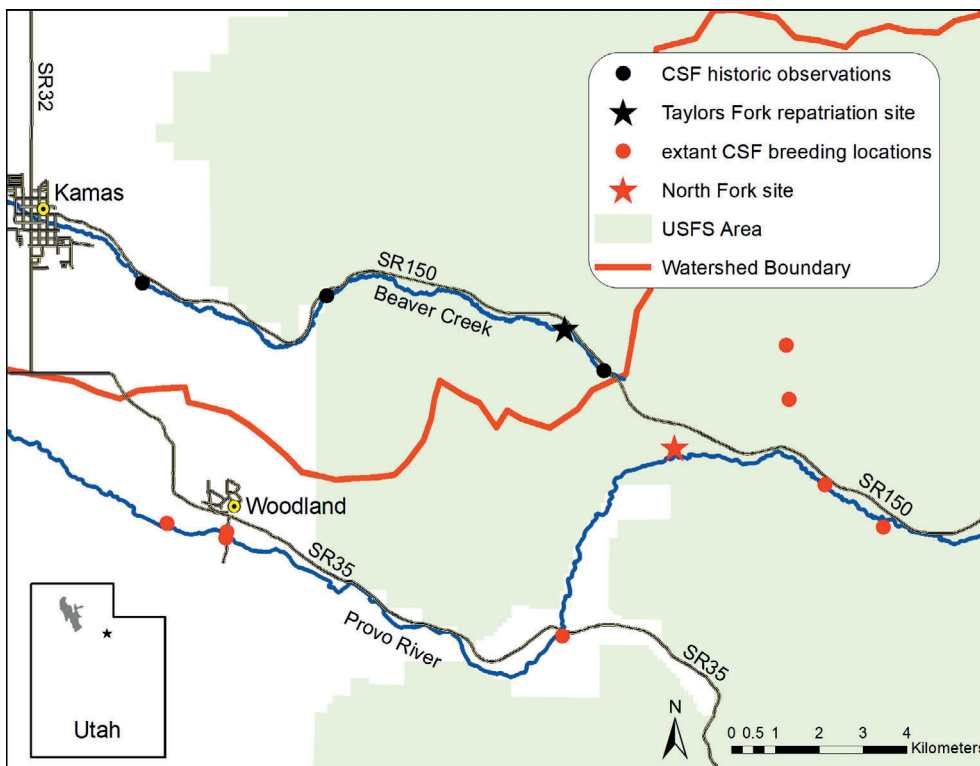 SR32
Kamas
CSF historic observations
Taylors Fork repatriation site
extant CSF breeding locations
North Fork site
USFS Area
Watershed Boundary
SR150
Beaver Creek
SR150
Woodland
SR35
Provo River
SR35
Utah
N
0 0.5 1 2 3 4
Kilometers